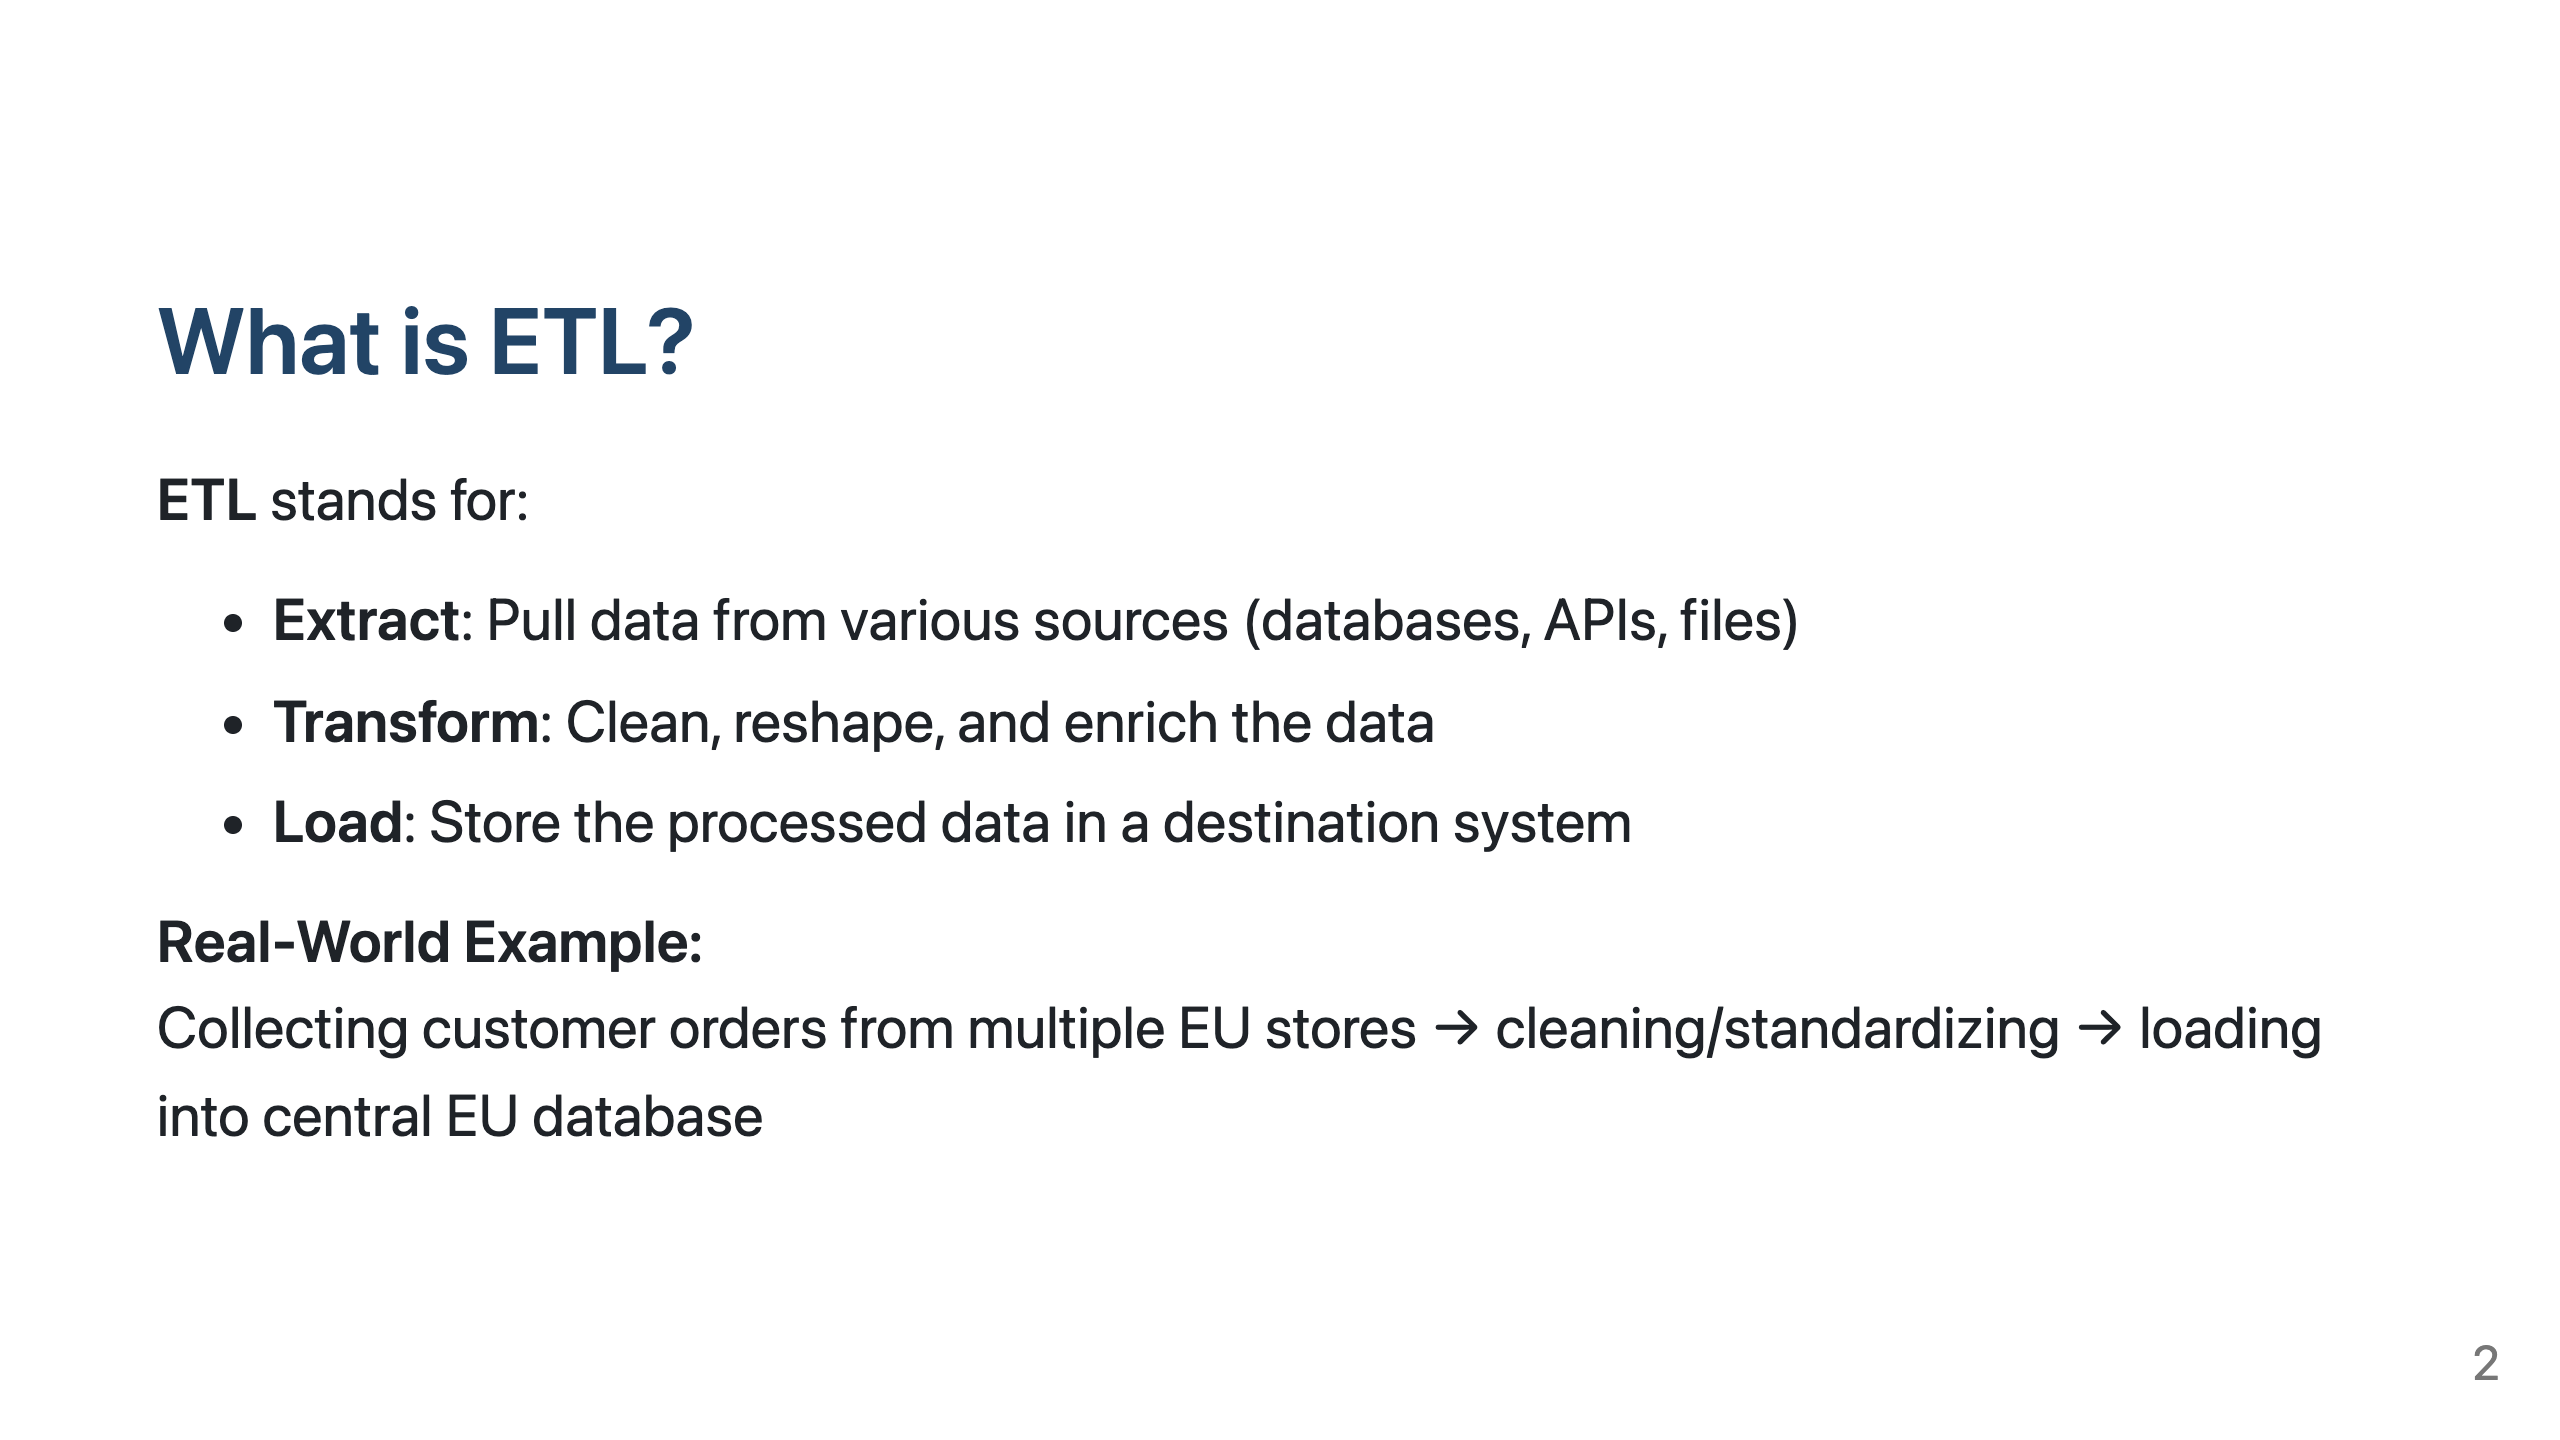 What is ETL?
ETL stands for:
• Extract: Pull data from various sources (databases, APIs, files)
• Transform: Clean, reshape, and enrich the data
• Load: Store the processed data in a destination system
Real-World Example:
Collecting customer orders from multiple EU stores → cleaning/standardizing → loading
into central EU database
2